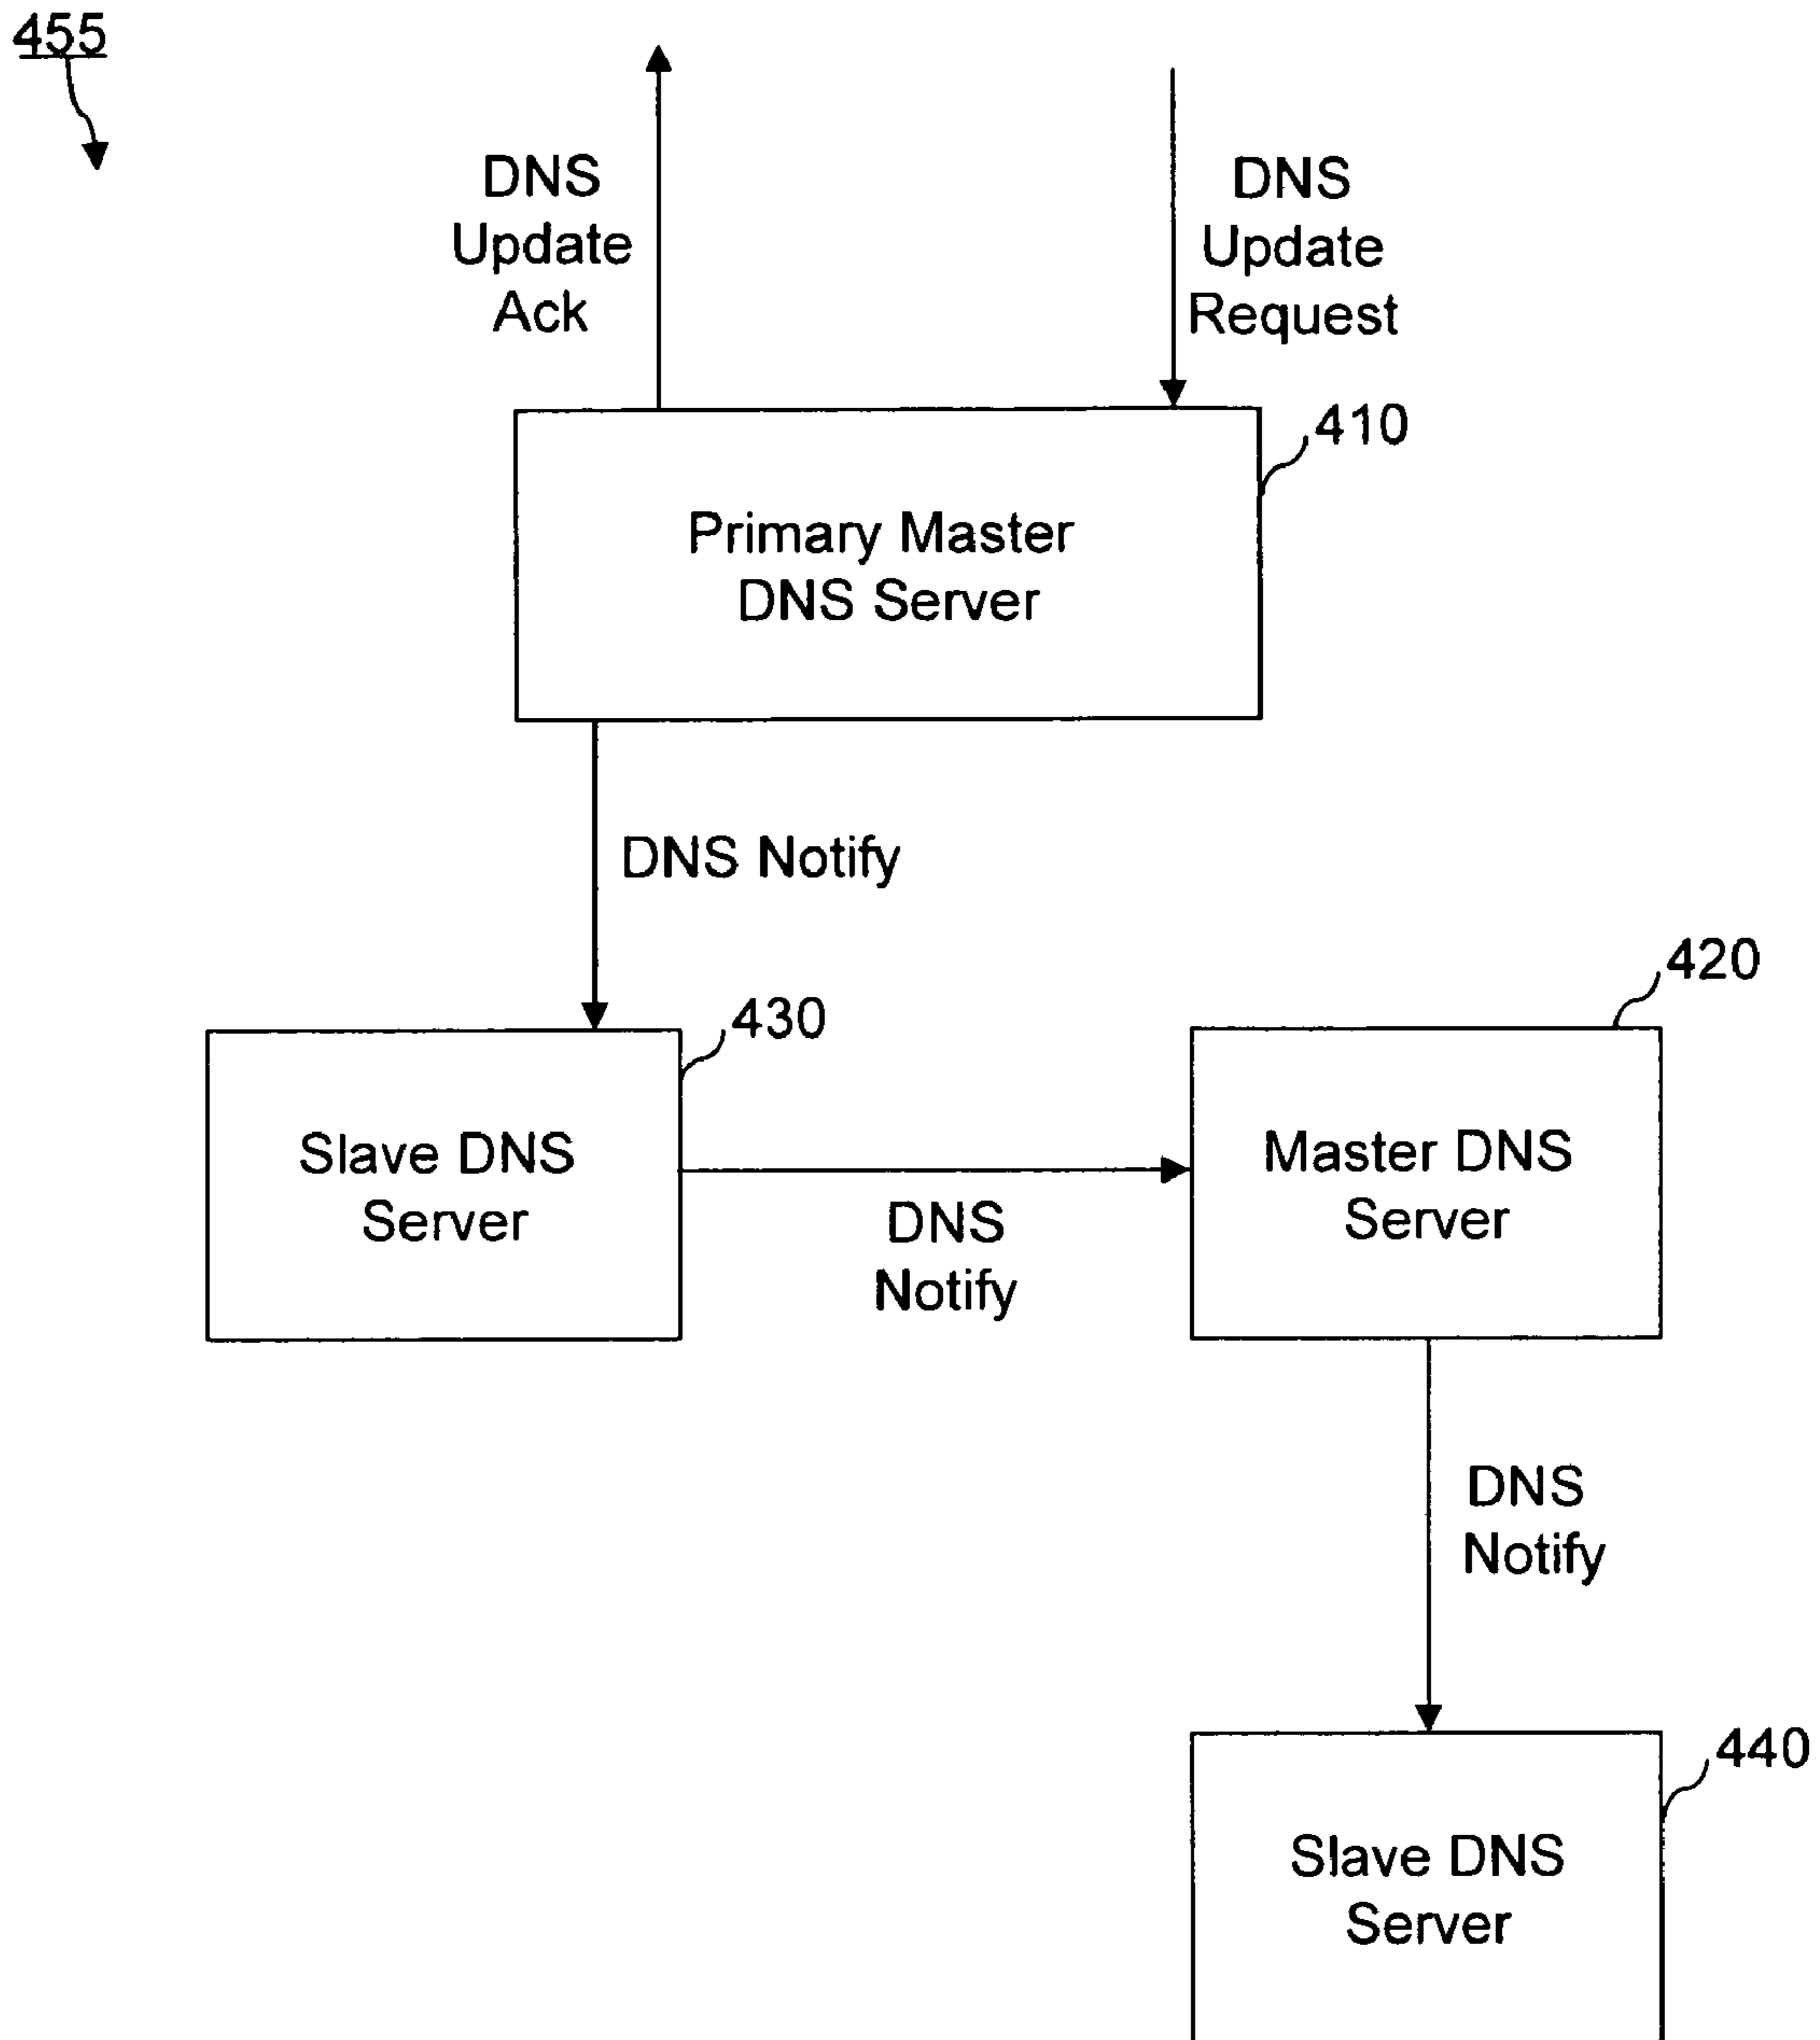 455
DNS
Update
Ack
DNS
Update
Request
410
Primary Master
DNS Server
DNS Notify
420
430
Slave DNS
Server
Master DNS
Server
DNS
Notify
DNS
Notify
440
Slave DNS
Server